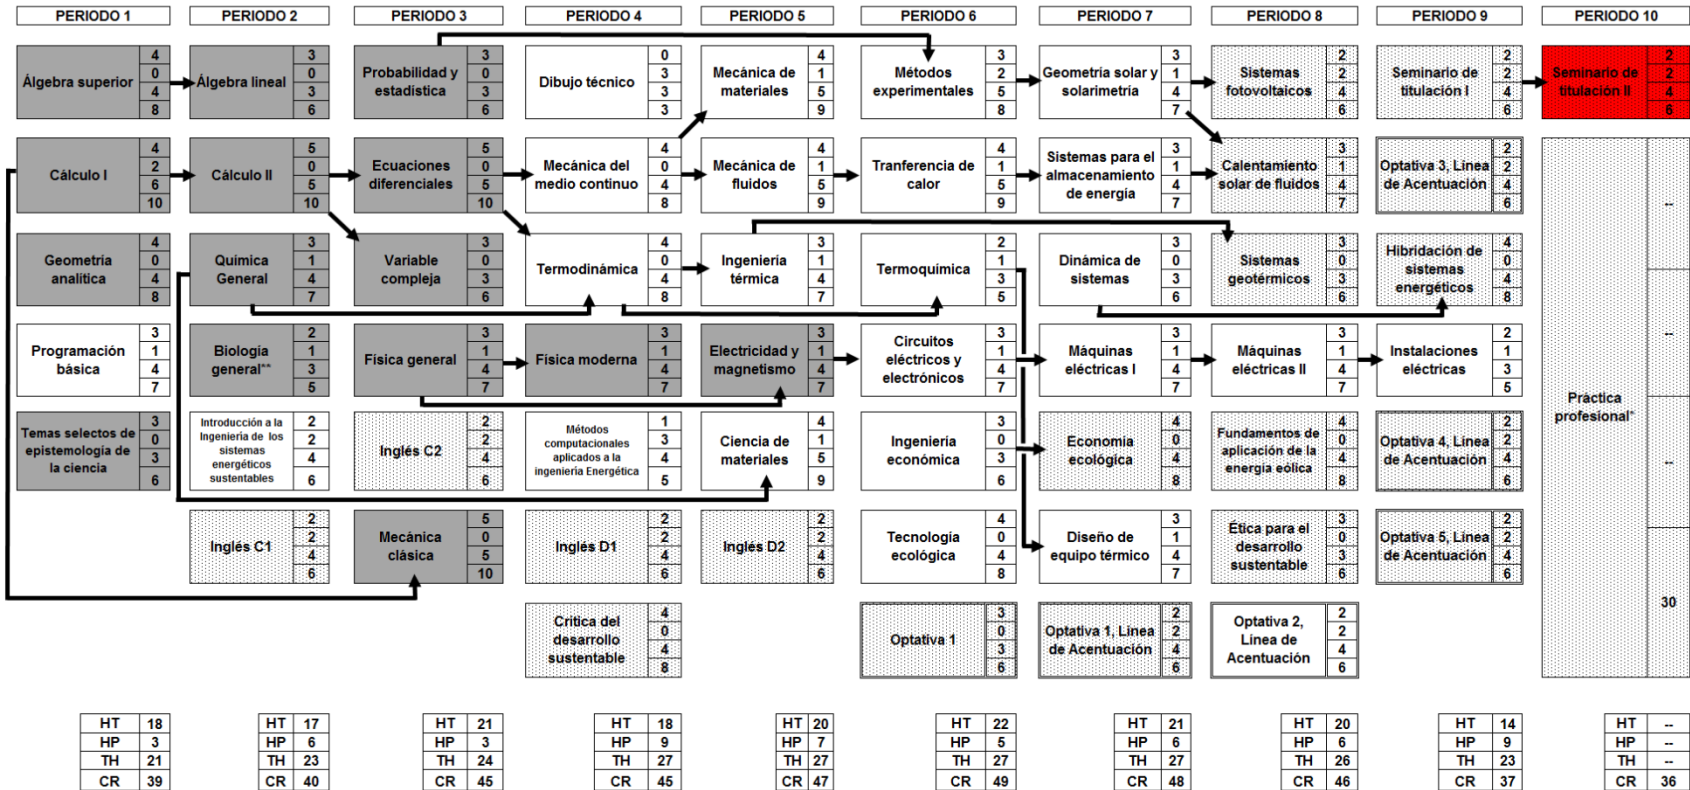 PERIODO 1
PERIODO 2
PERIODO 3
PERIODO 4
PERIODO 5
PERIODO 6
PERIODO 7
PERIODO 8
PERIODO 9
PERIODO 10
Álgebra superior
4
0
4
8
Álgebra lineal
3
0
3
6
Probabilidad y
estadística
3
0
3
6
Dibujo técnico
0
3
3
3
Mecánica de
materiales
4
1
5
9
Métodos
experimentales
3
2
5
8
Geometría solar y
solarimetría
3
1
4
7
Sistemas
fotovoltaicos
2
2
4
6
Seminario de
titulación I
2
2
4
6
Seminario de
titulación II
2
2
4
6
Cálculo I
4
2
6
10
Cálculo II
5
0
5
10
Ecuaciones
diferenciales
5
0
5
10
Mecánica del
medio continuo
4
0
4
8
Mecánica de
fluidos
4
1
5
9
Tranferencia de
calor
4
1
5
9
Sistemas para el
almacenamiento
de energía
3
1
4
7
Calentamiento
solar de fluidos
3
1
4
7
Optativa 3, Línea
de Acentuación
2
2
4
6
Práctica
profesional*
--
--
--
30
Geometría
analítica
4
0
4
8
Química
General
3
1
4
7
Variable
compleja
3
0
3
6
Termodinámica
4
0
4
8
Ingeniería
térmica
3
1
4
7
Termoquímica
2
1
3
5
Dinámica de
sistemas
3
0
3
6
Sistemas
geotérmicos
3
0
3
6
Hibridación de
sistemas
energéticos
4
0
4
8
Programación
básica
3
1
4
7
Biología
general**
2
1
3
5
Física general
3
1
4
7
Física moderna
3
1
4
7
Electricidad y
magnetismo
3
1
4
7
Circuitos
eléctricos y
electrónicos
3
1
4
7
Máquinas
eléctricas I
3
1
4
7
Máquinas
eléctricas II
3
1
4
7
Instalaciones
eléctricas
2
1
3
5
Temas selectos de
epistemología de
la ciencia
3
0
3
6
Introducción a la
Ingeniería de los
sistemas
energéticos
sustentables
2
2
4
6
Inglés C2
2
2
4
6
Métodos
computacionales
aplicados a la
ingeniería Energética
1
3
4
5
Ciencia de
materiales
4
1
5
9
Ingeniería
económica
3
0
3
6
Economía
ecológica
4
0
4
8
Fundamentos de
aplicación de la
energía eólica
4
0
4
8
Optativa 4, Línea
de Acentuación
2
2
4
6
Inglés C1
2
2
4
6
Mecánica
clásica
5
0
5
10
Inglés D1
2
2
4
6
Inglés D2
2
2
4
6
Tecnología
ecológica
4
0
4
8
Diseño de
equipo térmico
3
1
4
7
Ética para el
desarrollo
sustentable
3
0
3
6
Optativa 5, Línea
de Acentuación
2
2
4
6
Crítica del
desarrollo
sustentable
4
0
4
8
Optativa 1
3
0
3
6
Optativa 1, Línea
de Acentuación
2
2
4
6
Optativa 2,
Línea de
Acentuación
2
2
4
6
HT 18
HP 3
TH 21
CR 39
HT 17
HP 6
TH 23
CR 40
HT 21
HP 3
TH 24
CR 45
HT 18
HP 9
TH 27
CR 45
HT 20
HP 7
TH 27
CR 47
HT 22
HP 5
TH 27
CR 49
HT 21
HP 6
TH 27
CR 48
HT 20
HP 6
TH 26
CR 46
HT 14
HP 9
TH 23
CR 37
HT --
HP --
TH --
CR 36